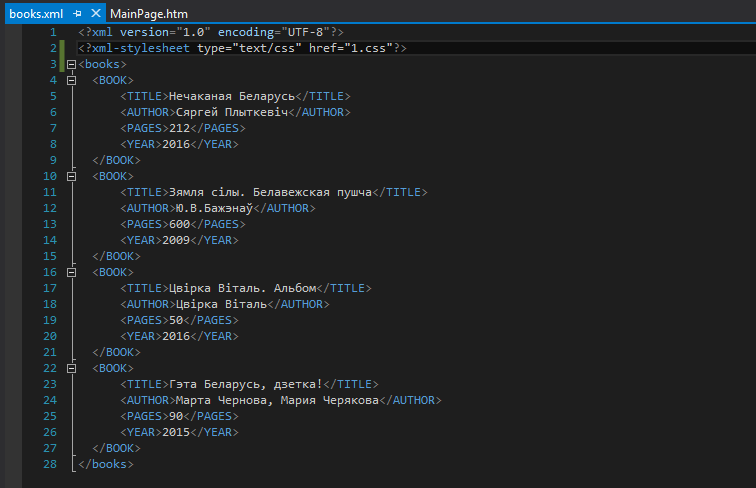 books.xml MainPage.htm
1 <?xml version="1.0" encoding="UTF-8"?>
2 <?xml-stylesheet type="text/css" href="1.css"?>
3 <books>
4 <BOOK>
5 <TITLE>Нечаканая Беларусь</TITLE>
6 <AUTHOR>Сяргей Плыткевіч</AUTHOR>
7 <PAGES>212</PAGES>
8 <YEAR>2016</YEAR>
9 </BOOK>
10 <BOOK>
11 <TITLE>Зямля сілы. Белавежская пушча</TITLE>
12 <AUTHOR>Ю.В.Бажэнаў</AUTHOR>
13 <PAGES>600</PAGES>
14 <YEAR>2009</YEAR>
15 </BOOK>
16 <BOOK>
17 <TITLE>Цвірка Віталь. Альбом</TITLE>
18 <AUTHOR>Цвірка Віталь</AUTHOR>
19 <PAGES>50</PAGES>
20 <YEAR>2016</YEAR>
21 </BOOK>
22 <BOOK>
23 <TITLE>Гэта Беларусь, дзетка!</TITLE>
24 <AUTHOR>Марта Чернова, Мария Черякова</AUTHOR>
25 <PAGES>90</PAGES>
26 <YEAR>2015</YEAR>
27 </BOOK>
28 </books>